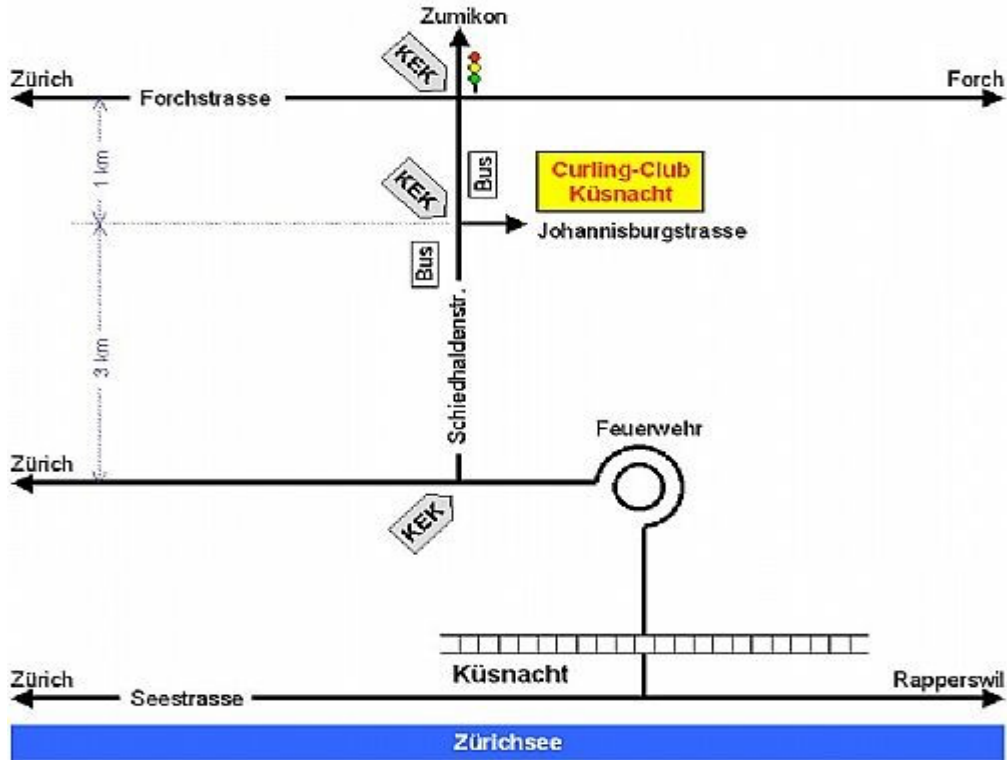 Zumikon
KEK
Zürich
Forch
Forchstrasse
1 km
KEK
Bus
Curling-Club
Küsnacht
Johannisburgstrasse
Bus
3 km
Schiedhaldenstr.
Feuerwehr
Zürich
KEK
Küsnacht
Zürich
Rapperswil
Seestrasse
Zürichsee